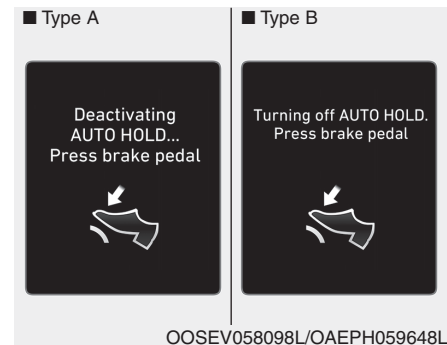 ■ Type A
Deactivating
AUTO HOLD...
Press brake pedal
■ Type B
Turning off AUTO HOLD.
Press brake pedal
OOSEV058098L/OAEPH059648L